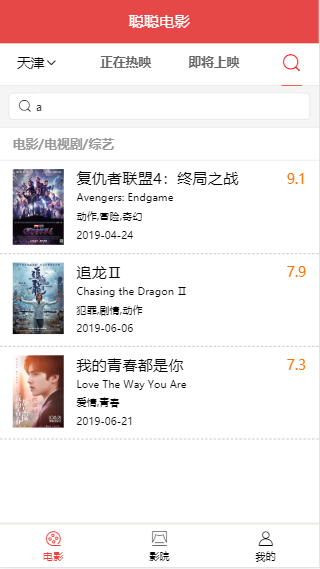 聪聪电影
天津 正在热映 即将上映
a
电影/电视剧/综艺
复仇者联盟4：终局之战 9.1
Avengers: Endgame
动作,冒险,奇幻
2019-04-24
追龙Ⅱ 7.9
Chasing the Dragon Ⅱ
犯罪,剧情,动作
2019-06-06
我的青春都是你 7.3
Love The Way You Are
爱情,青春
2019-06-21
电影 影院 我的